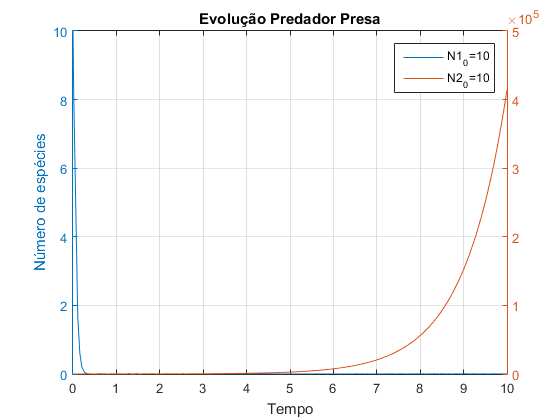 Evolução Predador Presa
×10^5
N1_0=10
N2_0=10
Número de espécies
10
8
6
4
2
0
5
4
3
2
1
0
0 1 2 3 4 5 6 7 8 9 10
Tempo